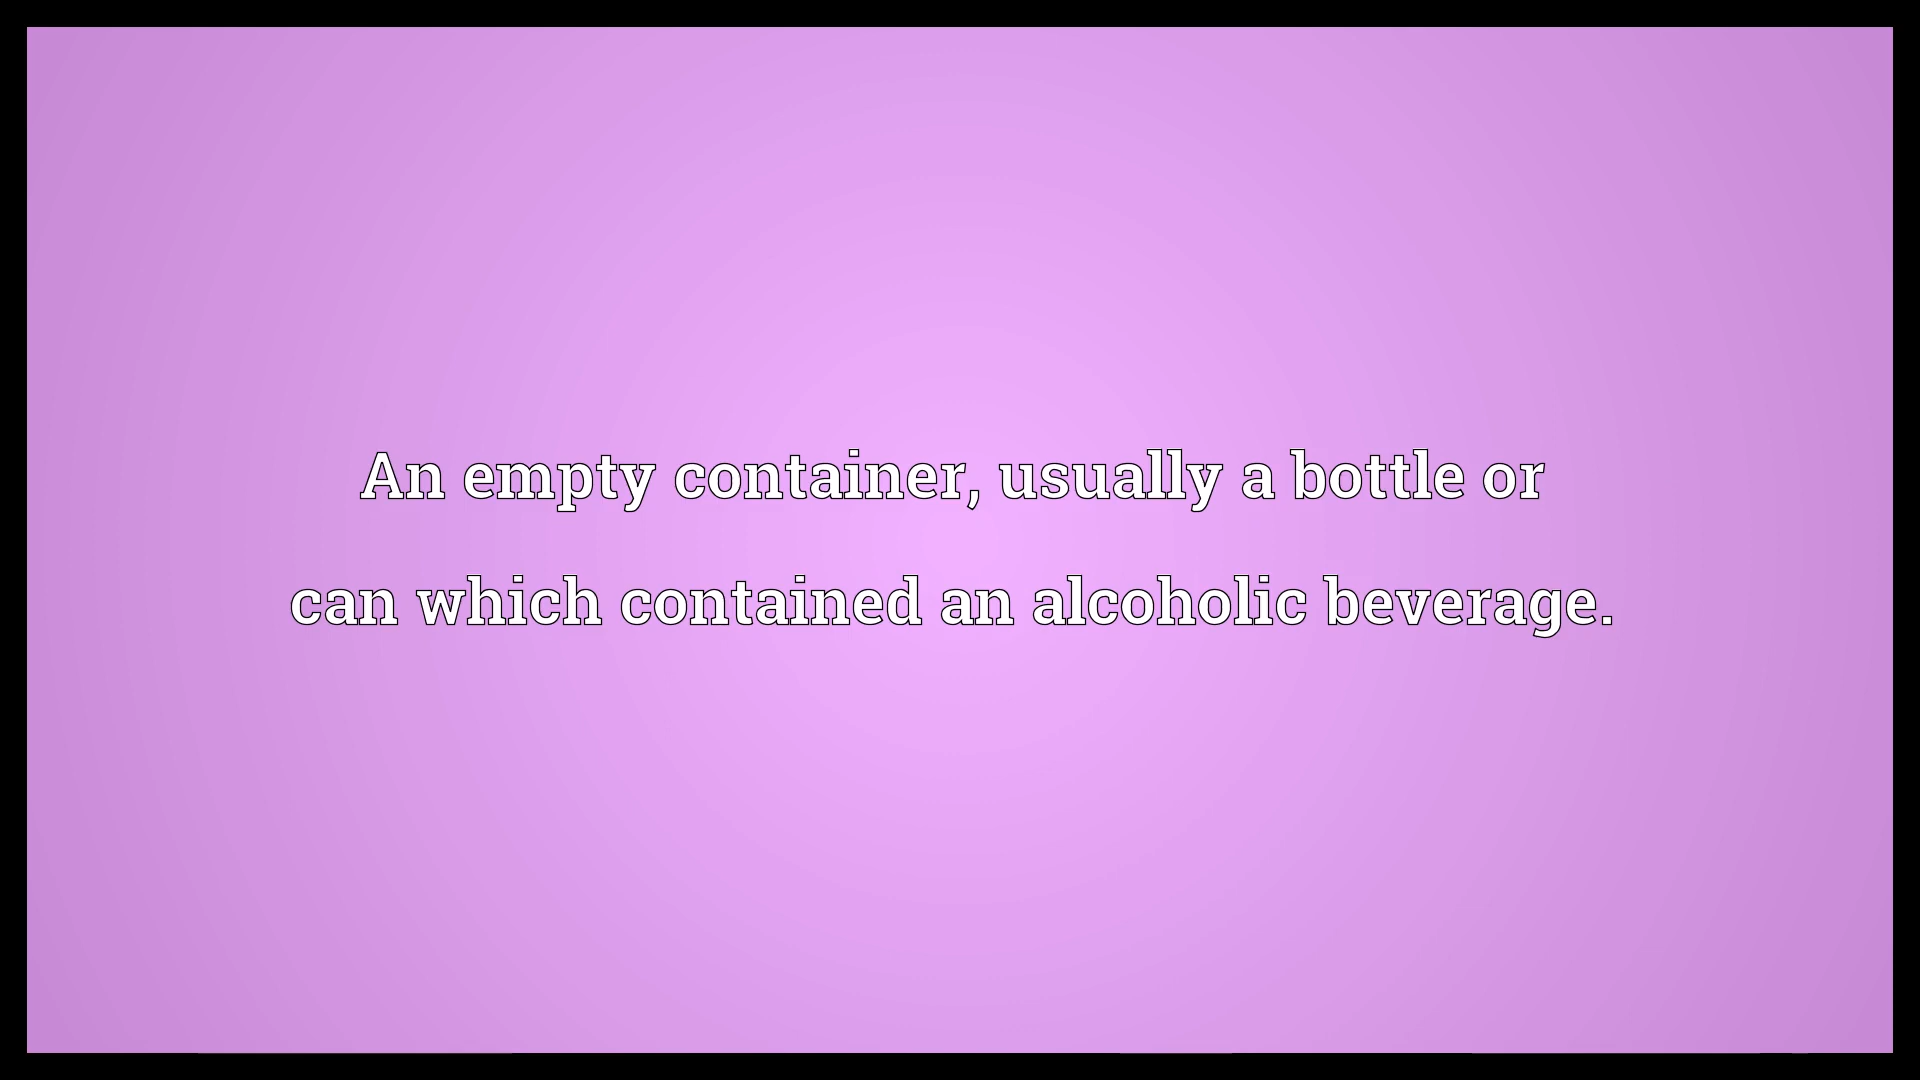 An empty container, usually a bottle or
can which contained an alcoholic beverage.